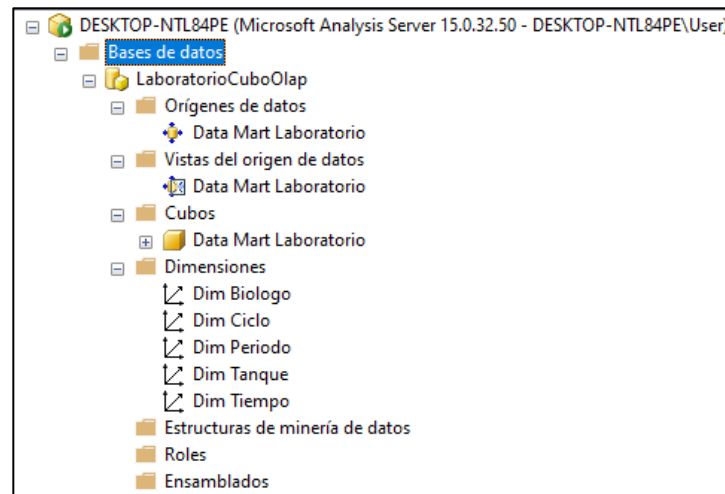 DESKTOP-NTL84PE (Microsoft Analysis Server 15.0.32.50 - DESKTOP-NTL84PE\User)
Bases de datos
LaboratorioCuboOlap
Orígenes de datos
Data Mart Laboratorio
Vistas del origen de datos
Data Mart Laboratorio
Cubos
Data Mart Laboratorio
Dimensiones
Dim Biologo
Dim Ciclo
Dim Periodo
Dim Tanque
Dim Tiempo
Estructuras de minería de datos
Roles
Ensamblados